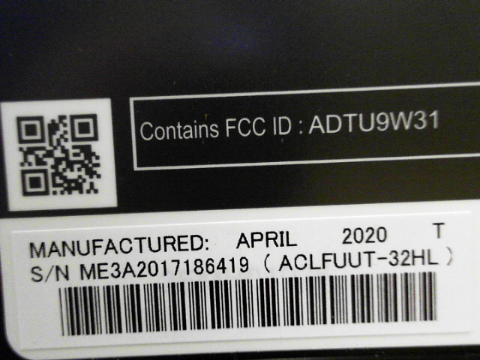 Contains FCC ID : ADTU9W31
MANUFACTURED: APRIL 2020 T
S/N ME3A2017186419 ( ACLFUUT-32HL )